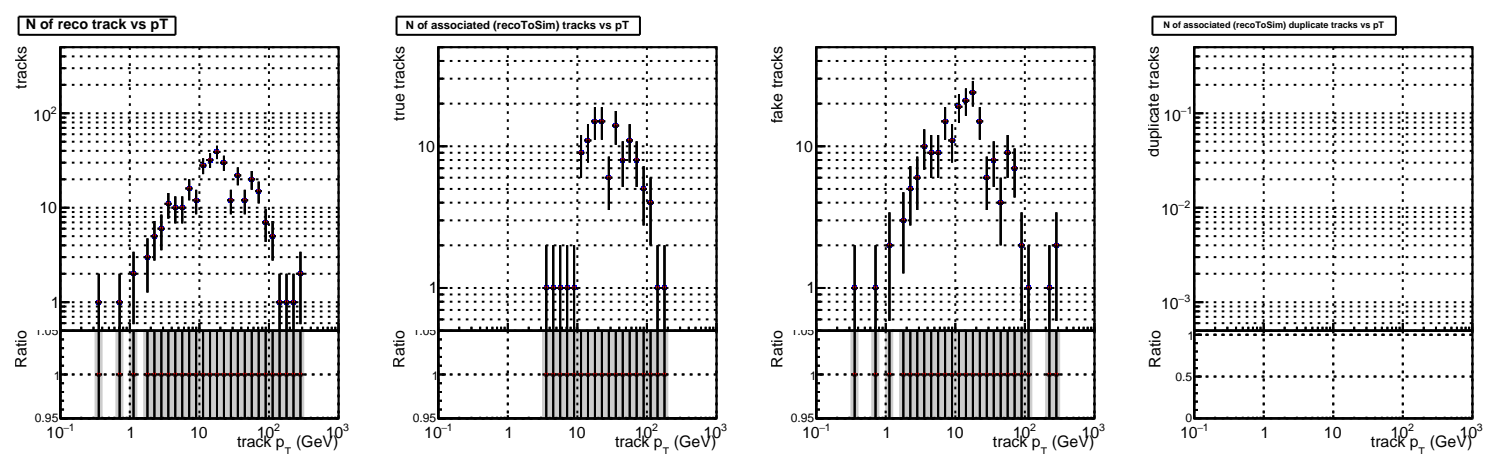 N of reco track vs pT
tracks
10²
10
1
Ratio
1.05
1
0.95
10⁻¹ 1 10 10² 10³
track p_T (GeV)
N of associated (recoToSim) tracks vs pT
true tracks
10
1
Ratio
1.05
1
0.95
10⁻¹ 1 10 10² 10³
track p_T (GeV)
fake tracks
10
1
Ratio
1.05
1
0.95
10⁻¹ 1 10 10² 10³
track p_T (GeV)
N of associated (recoToSim) duplicate tracks vs pT
duplicate tracks
10⁻¹
10⁻²
10⁻³
Ratio
1
0.5
0
10⁻¹ 1 10 10² 10³
track p_T (GeV)